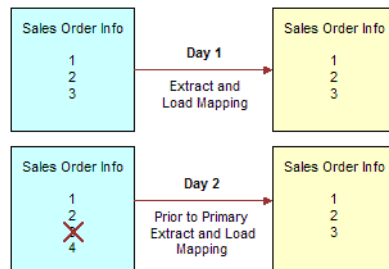 Sales Order Info
1
2
3
Day 1
Extract and
Load Mapping
Sales Order Info
1
2
3
Sales Order Info
1
2
3
4
Day 2
Prior to Primary
Extract and Load
Mapping
Sales Order Info
1
2
3